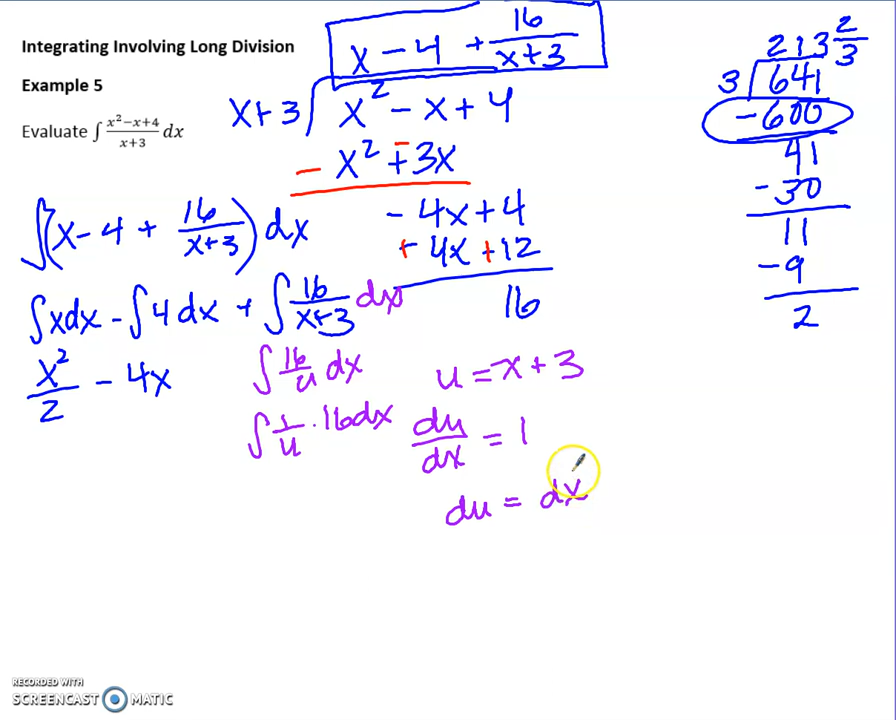 Integrating Involving Long Division
Example 5
Evaluate ∫ x²−x+4 / x+3 dx
x − 4 + 16/x+3
x+3 ) x² − x + 4
− x² ∓ 3x
− 4x + 4
+ 4x + 12
16
∫(x − 4 + 16/x+3) dx
∫xdx − ∫4dx + ∫ 16/x+3 dx
x²/2 − 4x
∫ 16/u dx
∫ 1/u · 16dx
u = x + 3
du/dx = 1
du = dx
213 2/3
3 ) 641
−600
41
−30
11
−9
2
RECORDED WITH
SCREENCAST MATIC